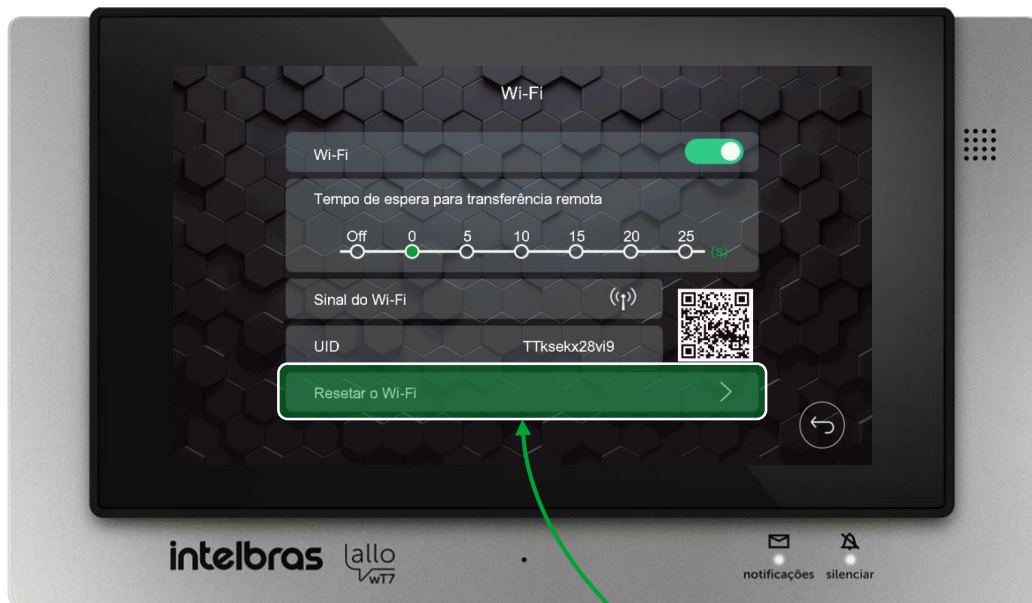 Wi-Fi
Wi-Fi
Tempo de espera para transferência remota
Off 0 5 10 15 20 25 (s)
Sinal do Wi-Fi
UID TTksekx28vi9
Resetar o Wi-Fi
intelbras allo wT7
notificações silenciar